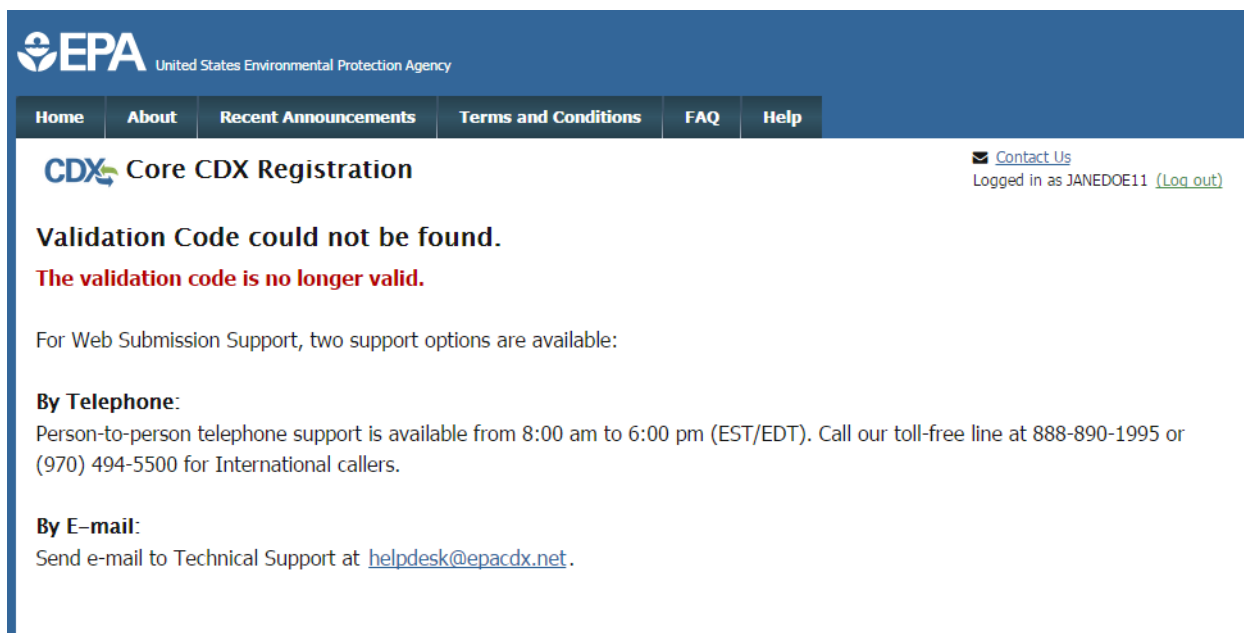 EPA United States Environmental Protection Agency
Home About Recent Announcements Terms and Conditions FAQ Help
CDX Core CDX Registration
Contact Us
Logged in as JANEDOE11 (Log out)
Validation Code could not be found.
The validation code is no longer valid.
For Web Submission Support, two support options are available:
By Telephone:
Person-to-person telephone support is available from 8:00 am to 6:00 pm (EST/EDT). Call our toll-free line at 888-890-1995 or
(970) 494-5500 for International callers.
By E-mail:
Send e-mail to Technical Support at helpdesk@epacdx.net.